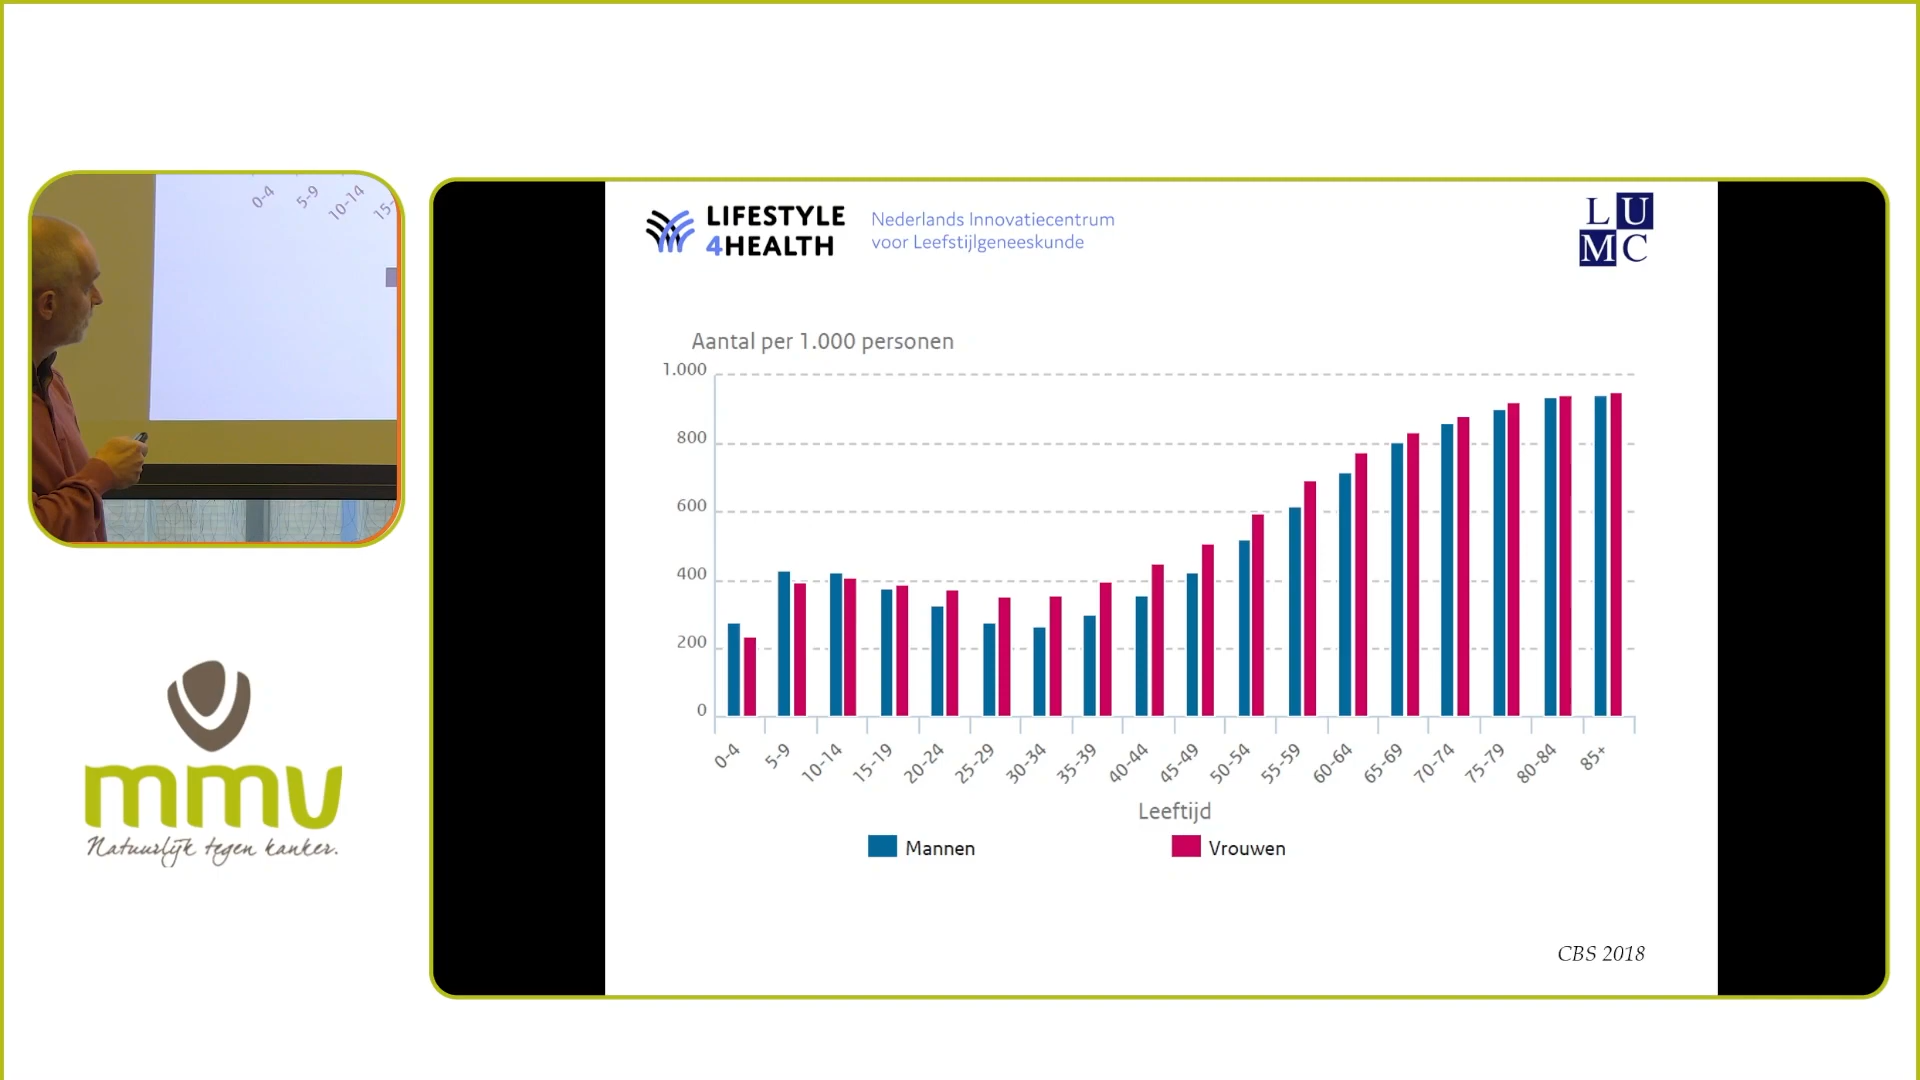 0-4
5-9
10-14
15-
mmv
Natuurlijk tegen kanker.
LIFESTYLE
4HEALTH
Nederlands Innovatiecentrum
voor Leefstijlgeneeskunde
LU
MC
Aantal per 1.000 personen
1.000
800
600
400
200
0
0-4
5-9
10-14
15-19
20-24
25-29
30-34
35-39
40-44
45-49
50-54
55-59
60-64
65-69
70-74
75-79
80-84
85+
Leeftijd
Mannen
Vrouwen
CBS 2018